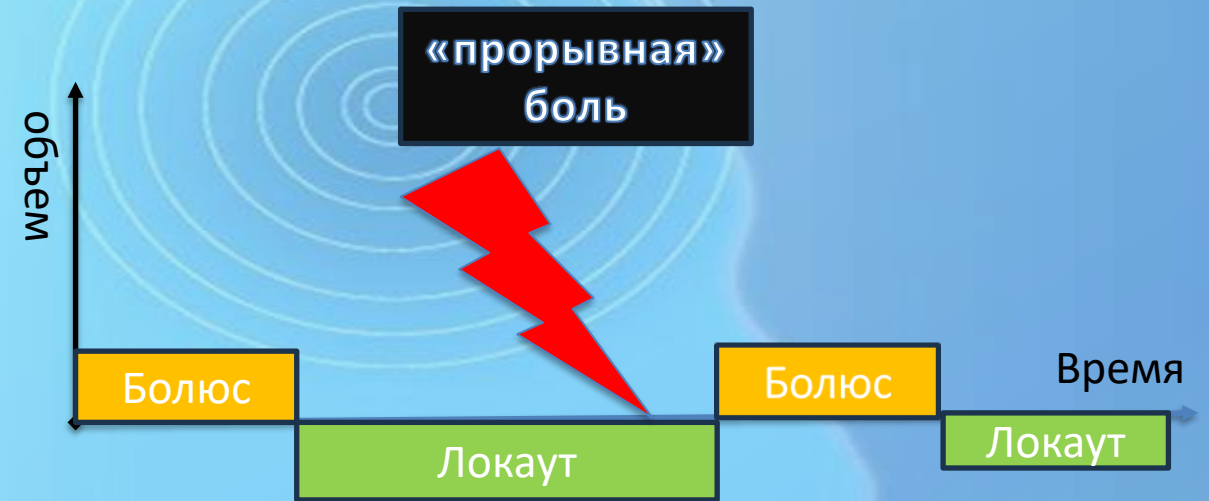 «прорывная»
боль
объем
Болюс
Болюс
Время
Локаут
Локаут